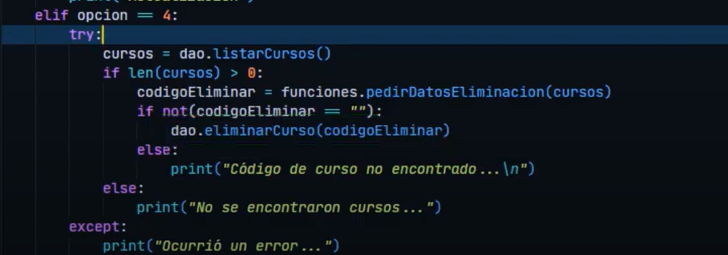 elif opcion == 4:
try:
cursos = dao.listarCursos()
if len(cursos) > 0:
codigoEliminar = funciones.pedirDatosEliminacion(cursos)
if not(codigoEliminar == ""):
dao.eliminarCurso(codigoEliminar)
else:
print("Código de curso no encontrado...\n")
else:
print("No se encontraron cursos...")
except:
print("Ocurrió un error...")